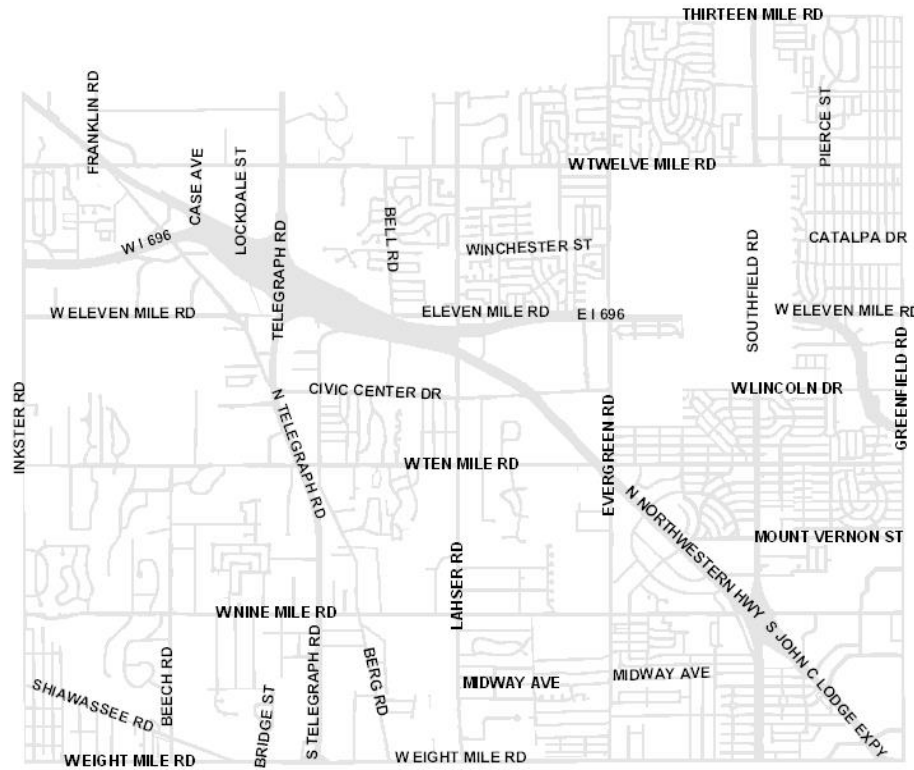 THIRTEEN MILE RD
FRANKLIN RD
PIERCE ST
CASE AVE
LOCKDALE ST
W TWELVE MILE RD
BELL RD
W I 696
WINCHESTER ST
CATALPA DR
TELEGRAPH RD
SOUTHFIELD RD
W ELEVEN MILE RD
ELEVEN MILE RD
E I 696
W ELEVEN MILE RD
GREENFIELD RD
INKSTER RD
CIVIC CENTER DR
W LINCOLN DR
N TELEGRAPH RD
EVERGREEN RD
W TEN MILE RD
N NORTHWESTERN HWY
MOUNT VERNON ST
LAHSER RD
W NINE MILE RD
S JOHN C LODGE EXPY
SHIAWASSEE RD
BEECH RD
BRIDGE ST
S TELEGRAPH RD
BERG RD
MIDWAY AVE
MIDWAY AVE
W EIGHT MILE RD
W EIGHT MILE RD